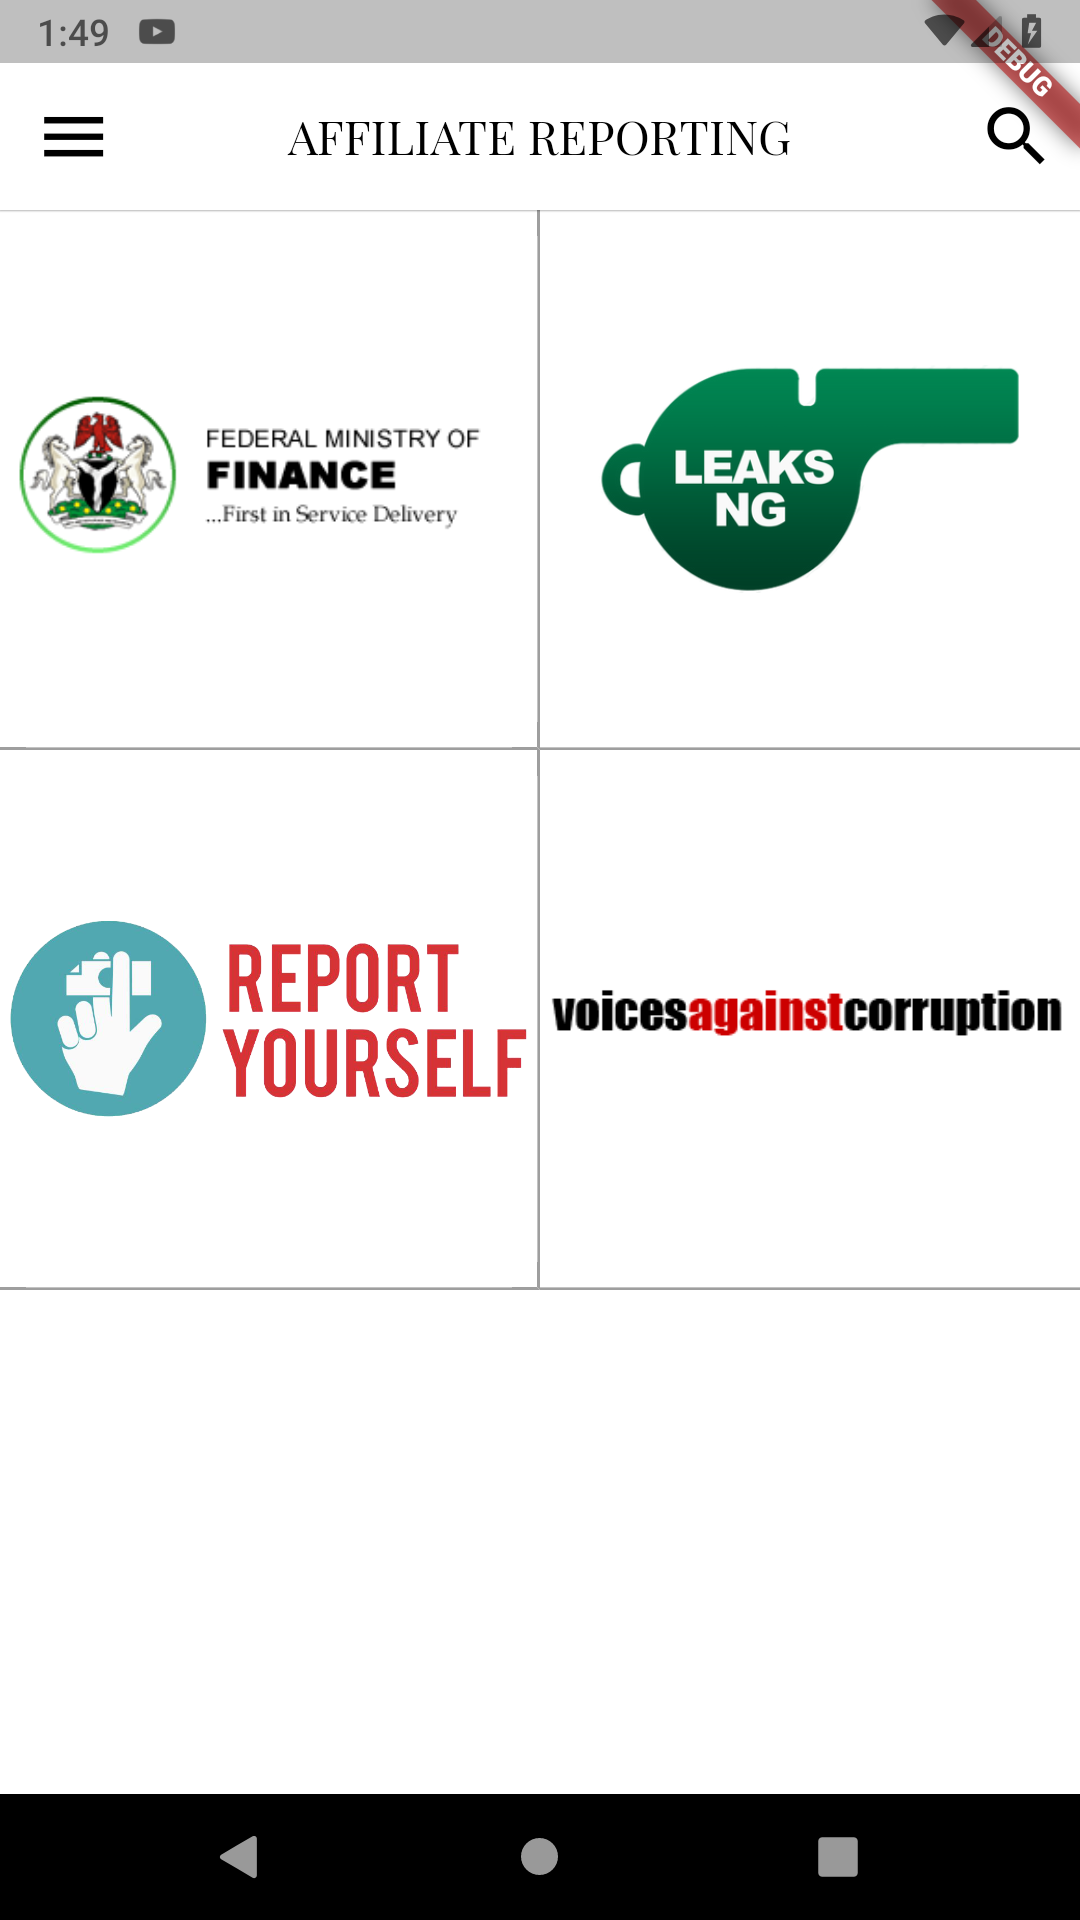 1:49
DEBUG
AFFILIATE REPORTING
FEDERAL MINISTRY OF
FINANCE
...First in Service Delivery
LEAKS
NG
REPORT
YOURSELF
voicesagainstcorruption